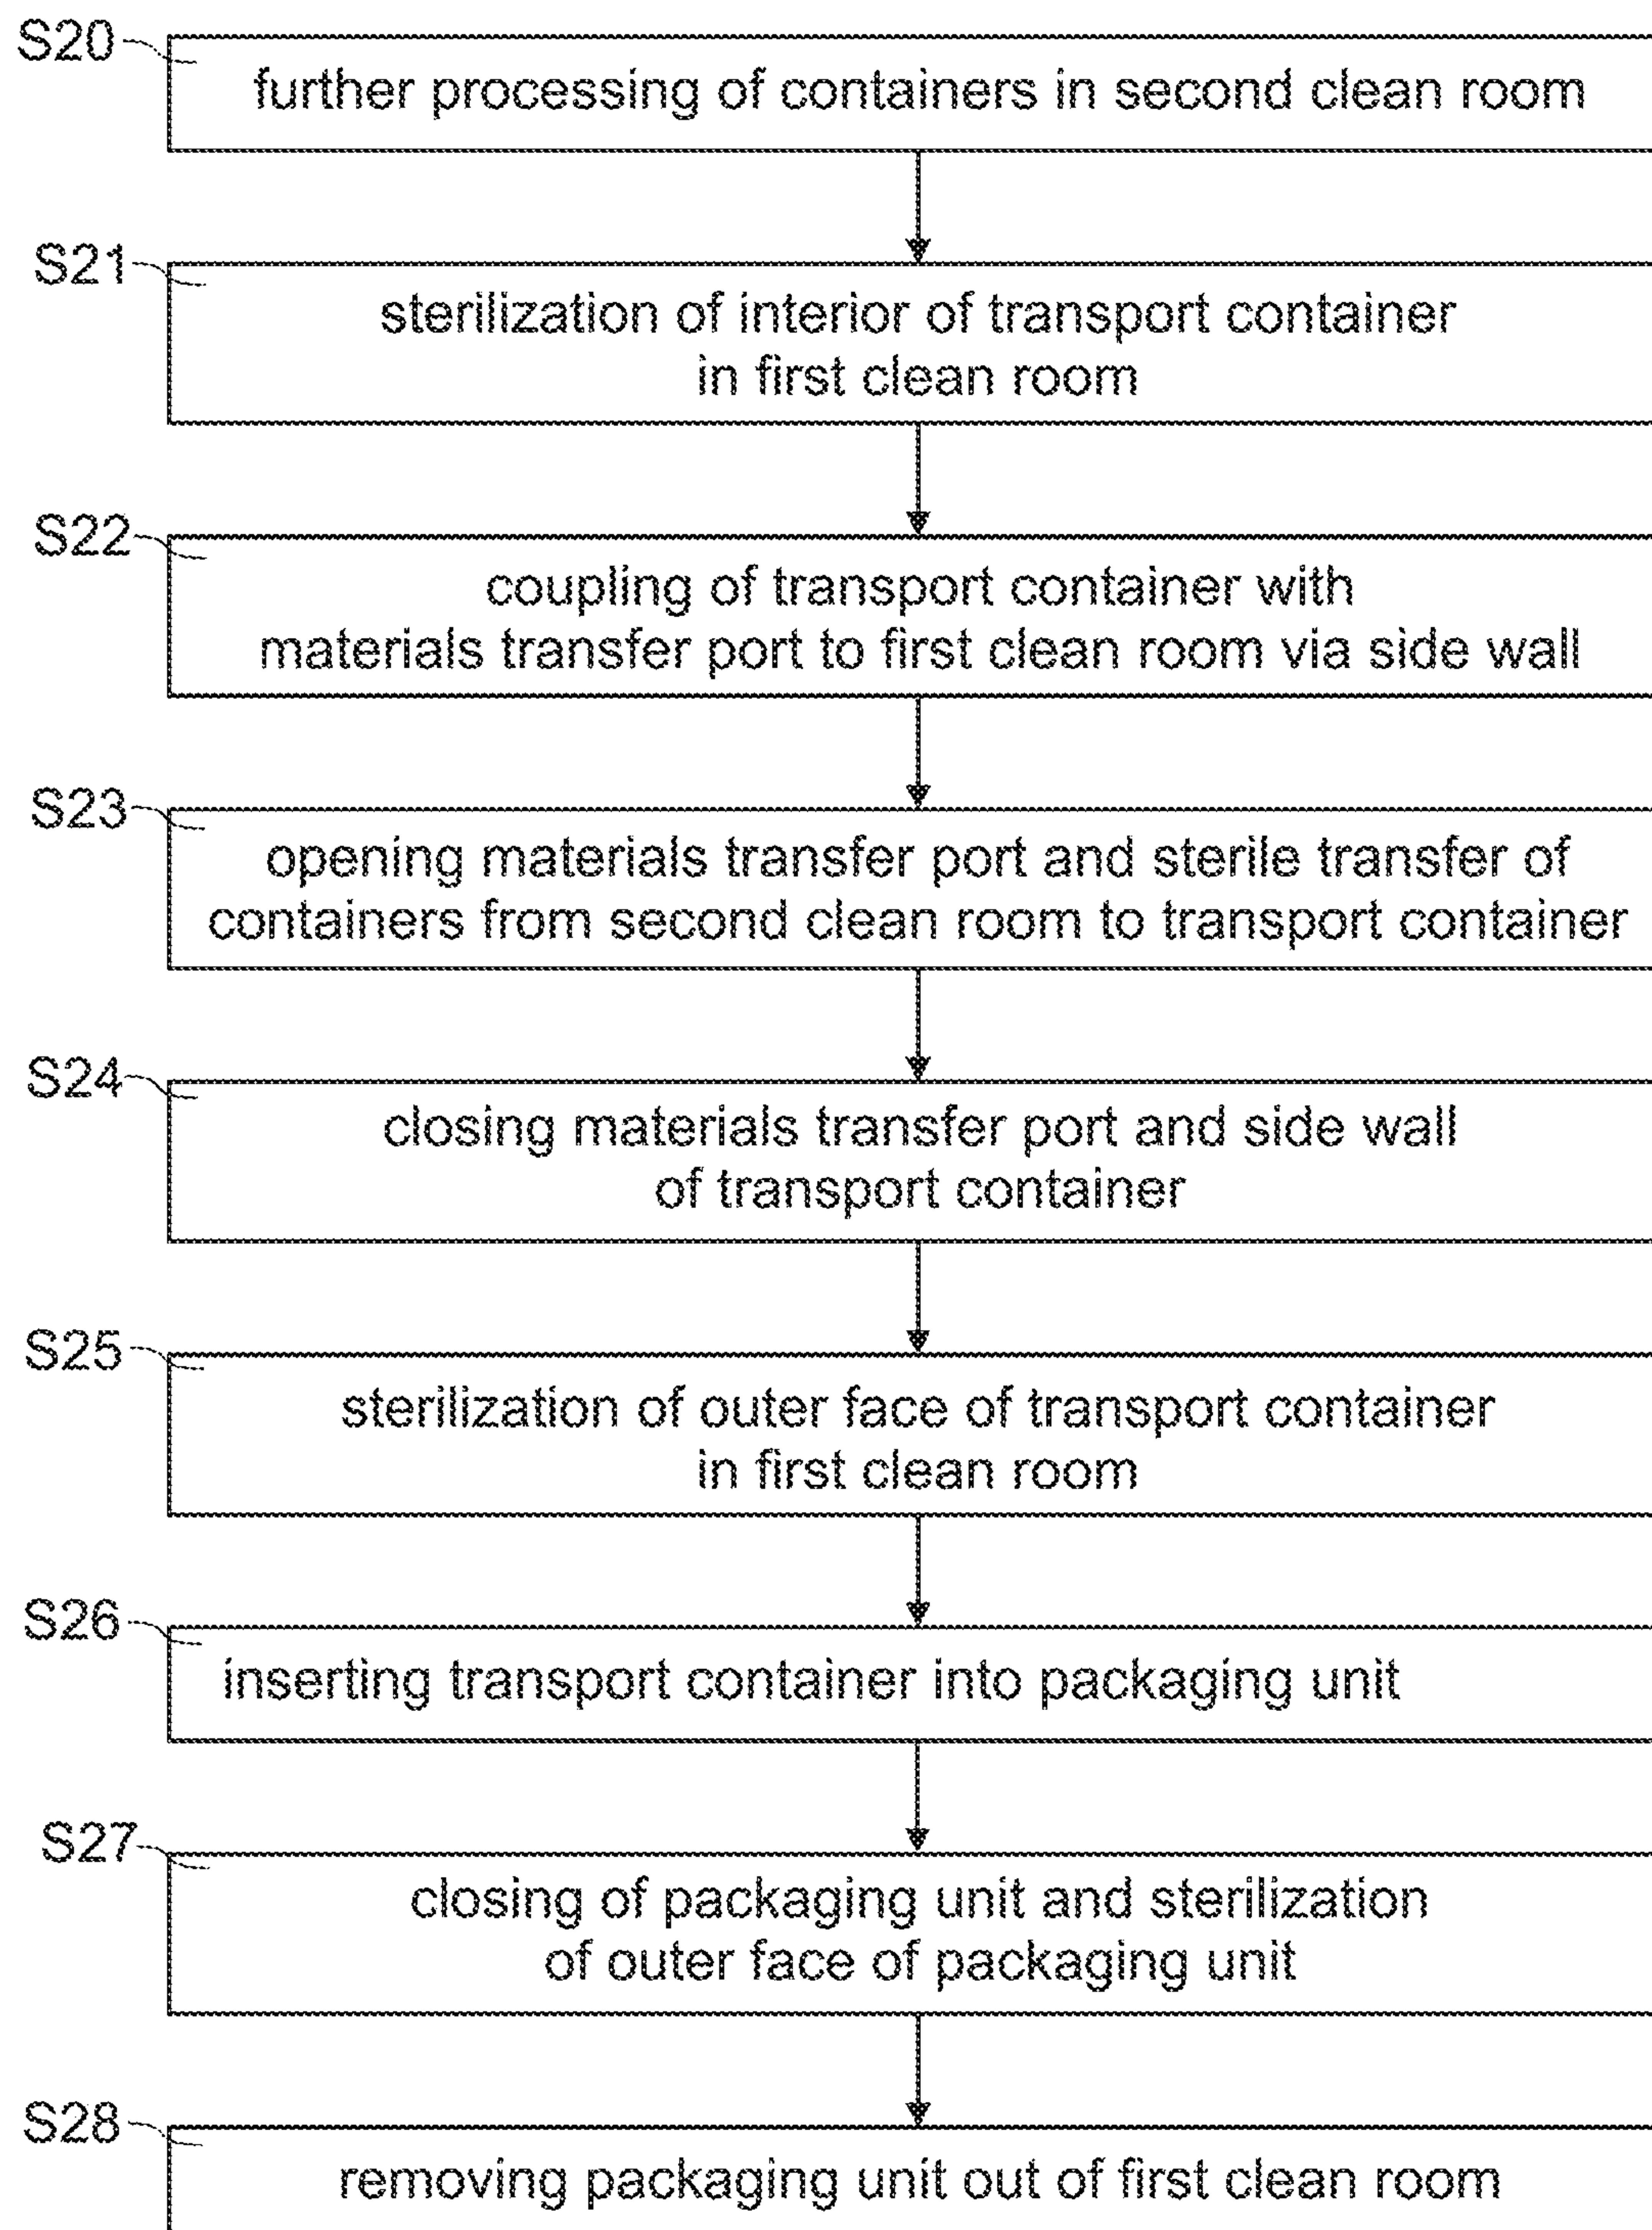 S20
further processing of containers in second clean room
S21
sterilization of interior of transport container
in first clean room
S22
coupling of transport container with
materials transfer port to first clean room via side wall
S23
opening materials transfer port and sterile transfer of
containers from second clean room to transport container
S24
closing materials transfer port and side wall
of transport container
S25
sterilization of outer face of transport container
in first clean room
S26
inserting transport container into packaging unit
S27
closing of packaging unit and sterilization
of outer face of packaging unit
S28
removing packaging unit out of first clean room